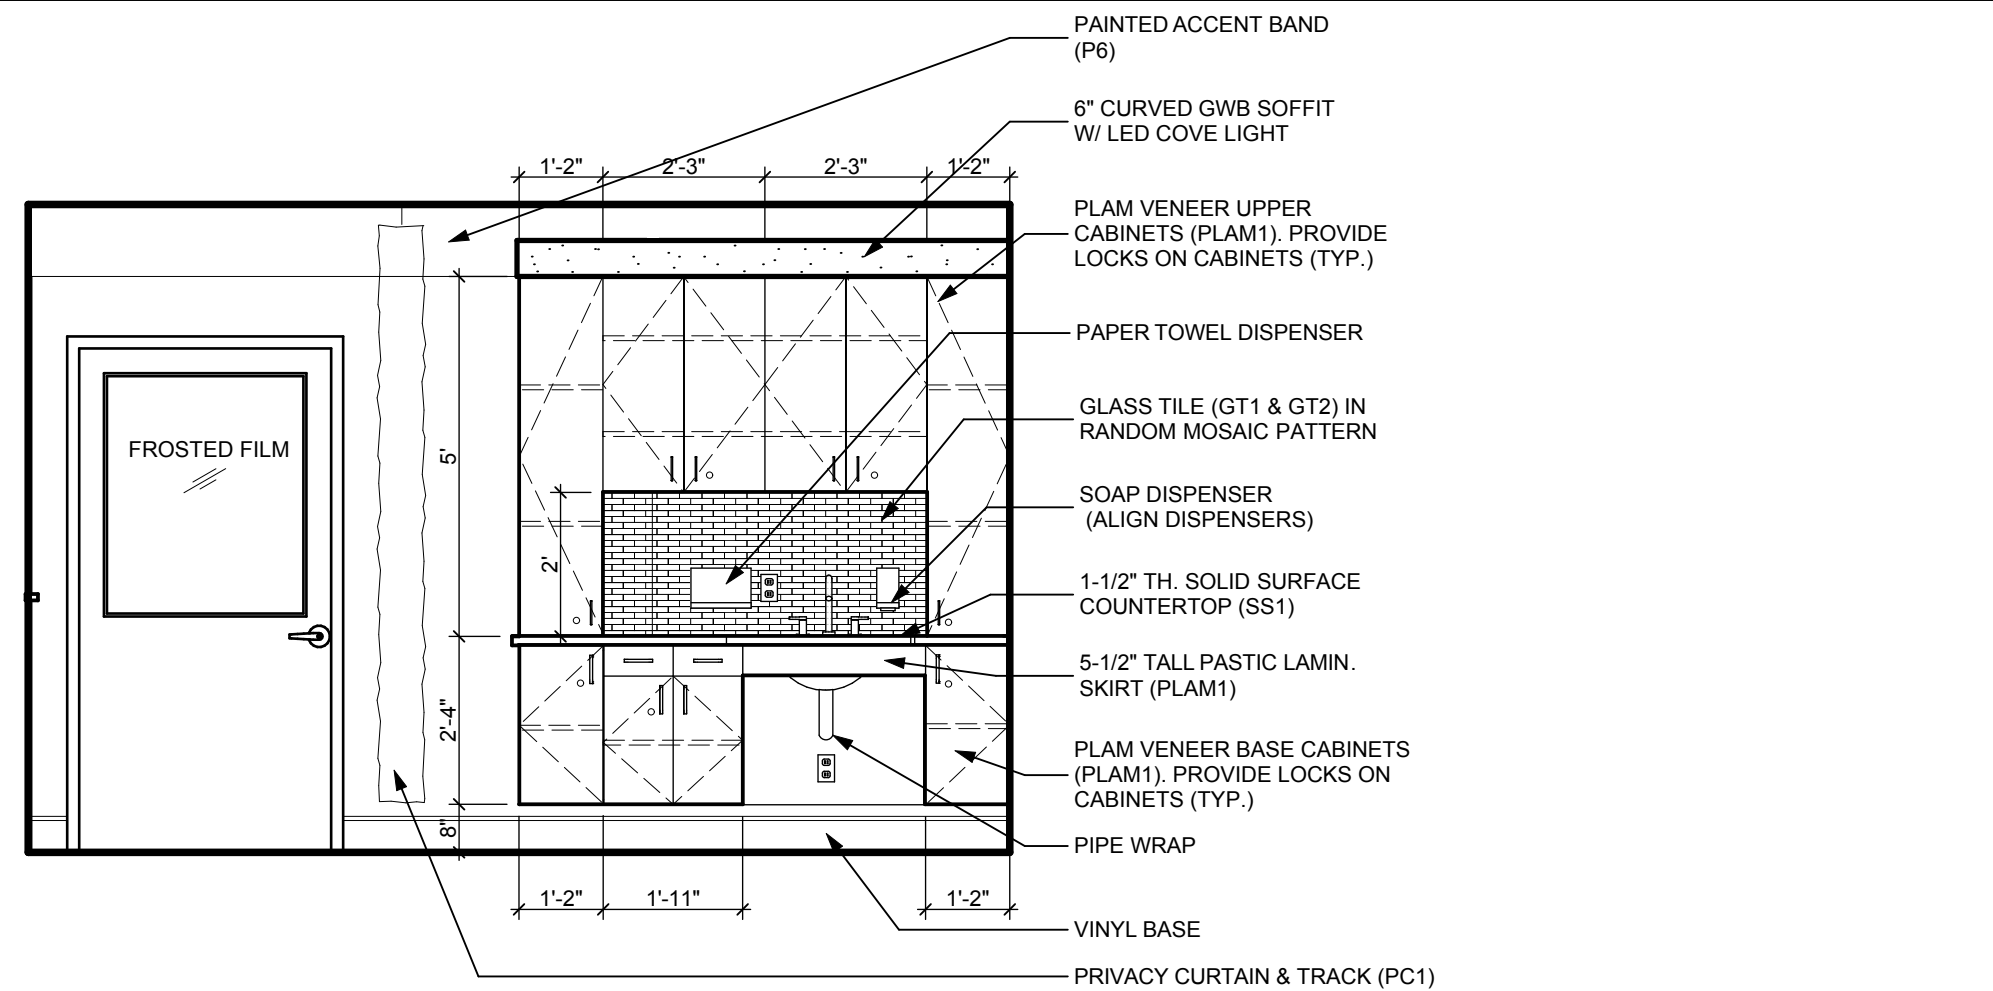 PAINTED ACCENT BAND
(P6)
6" CURVED GWB SOFFIT
W/ LED COVE LIGHT
1'-2"
2'-3"
2'-3"
1'-2"
PLAM VENEER UPPER
CABINETS (PLAM1). PROVIDE
LOCKS ON CABINETS (TYP.)
PAPER TOWEL DISPENSER
GLASS TILE (GT1 & GT2) IN
RANDOM MOSAIC PATTERN
FROSTED FILM
5'
SOAP DISPENSER
(ALIGN DISPENSERS)
2'
1-1/2" TH. SOLID SURFACE
COUNTERTOP (SS1)
5-1/2" TALL PASTIC LAMIN.
SKIRT (PLAM1)
2'-4"
PLAM VENEER BASE CABINETS
(PLAM1). PROVIDE LOCKS ON
CABINETS (TYP.)
8"
PIPE WRAP
1'-2"
1'-11"
1'-2"
VINYL BASE
PRIVACY CURTAIN & TRACK (PC1)